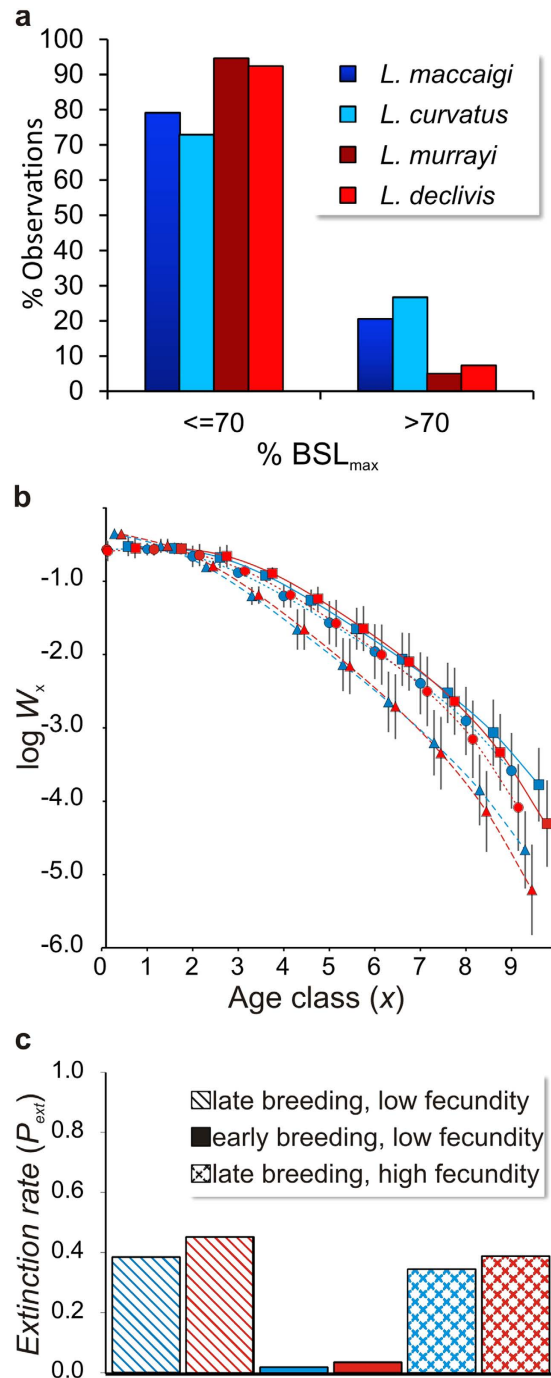 a
100
90
80
70
60
50
40
30
20
10
0
% Observations
L. maccaigi
L. curvatus
L. murrayi
L. declivis
<=70 >70
% BSLmax
b
-1.0
-2.0
-3.0
-4.0
-5.0
-6.0
log Wx
0 1 2 3 4 5 6 7 8 9
Age class (x)
c
1.0
0.8
0.6
0.4
0.2
0.0
Extinction rate (Pext)
late breeding, low fecundity
early breeding, low fecundity
late breeding, high fecundity